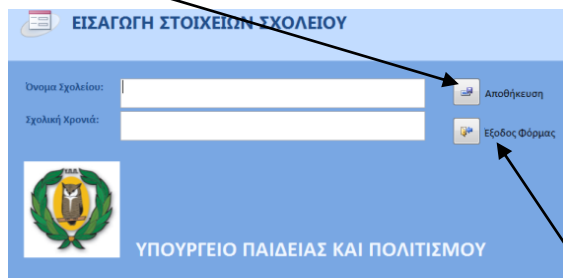 ΕΙΣΑΓΩΓΗ ΣΤΟΙΧΕΙΩΝ ΣΧΟΛΕΙΟΥ
Όνομα Σχολείου:
Αποθήκευση
Σχολική Χρονιά:
Έξοδος Φόρμας
ΥΠΟΥΡΓΕΙΟ ΠΑΙΔΕΙΑΣ ΚΑΙ ΠΟΛΙΤΙΣΜΟΥ